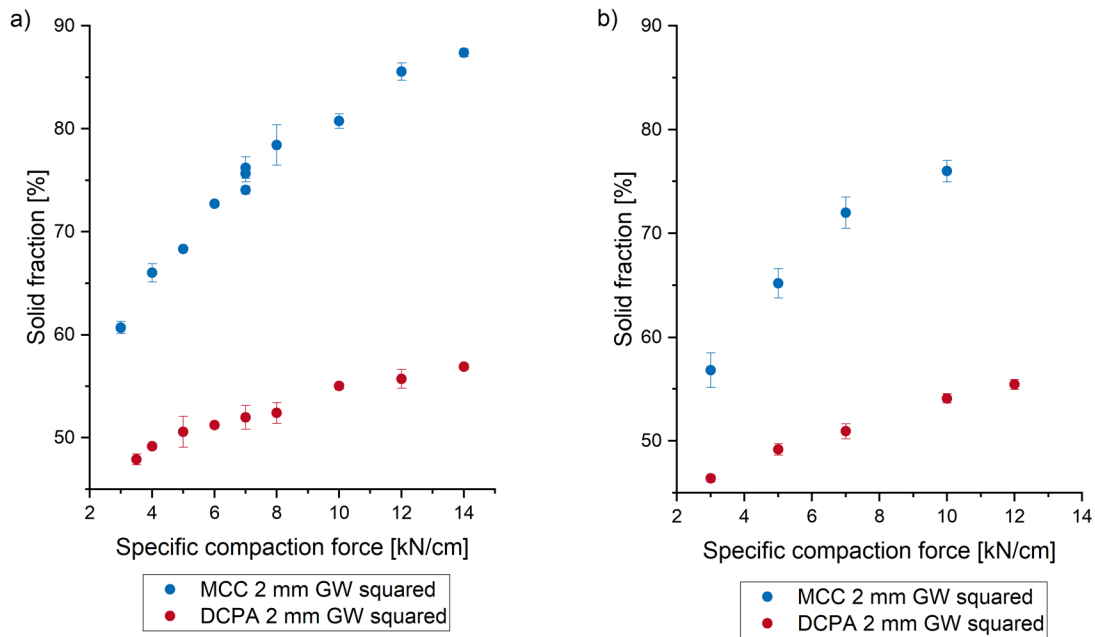 a)
90
80
70
60
50
Solid fraction [%]
2 4 6 8 10 12 14
Specific compaction force [kN/cm]
MCC 2 mm GW squared
DCPA 2 mm GW squared
b)
90
80
70
60
50
Solid fraction [%]
2 4 6 8 10 12 14
Specific compaction force [kN/cm]
MCC 2 mm GW squared
DCPA 2 mm GW squared